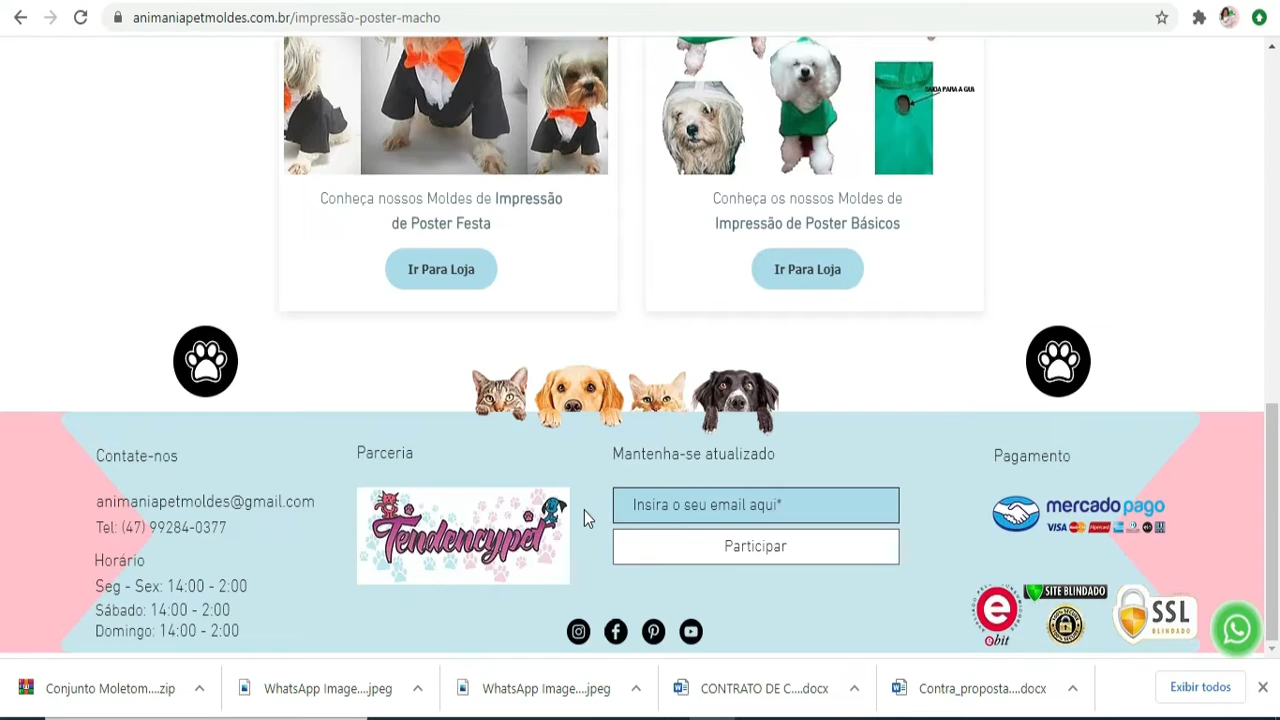 animaniapetmoldes.com.br/impressão-poster-macho
SAIDA PARA A GUIA
Conheça nossos Moldes de Impressão
de Poster Festa
Ir Para Loja
Conheça os nossos Moldes de
Impressão de Poster Básicos
Ir Para Loja
Contate-nos
animaniapetmoldes@gmail.com
Tel: (47) 99284-0377
Horário
Seg - Sex: 14:00 - 2:00
Sábado: 14:00 - 2:00
Domingo: 14:00 - 2:00
Parceria
Tendencypet
Mantenha-se atualizado
Insira o seu email aqui*
Participar
Pagamento
mercado pago
VISA
e
ebit
SITE BLINDADO
SSL
BLINDADO
Conjunto Moletom....zip
WhatsApp Image....jpeg
WhatsApp Image....jpeg
CONTRATO DE C....docx
Contra_proposta....docx
Exibir todos